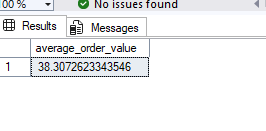 00 %
No issues found
Results
Messages
average_order_value
1
38.3072623343546